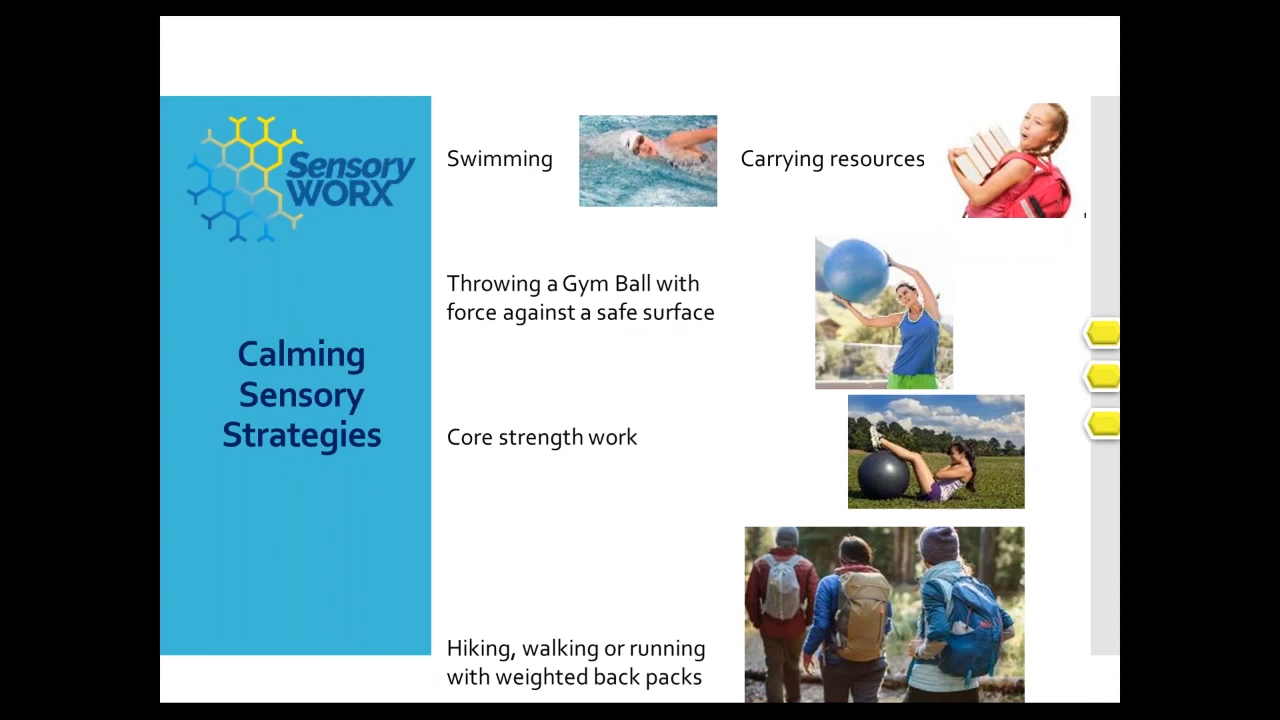 Sensory
WORX
Calming
Sensory
Strategies
Swimming
Carrying resources
Throwing a Gym Ball with
force against a safe surface
Core strength work
Hiking, walking or running
with weighted back packs